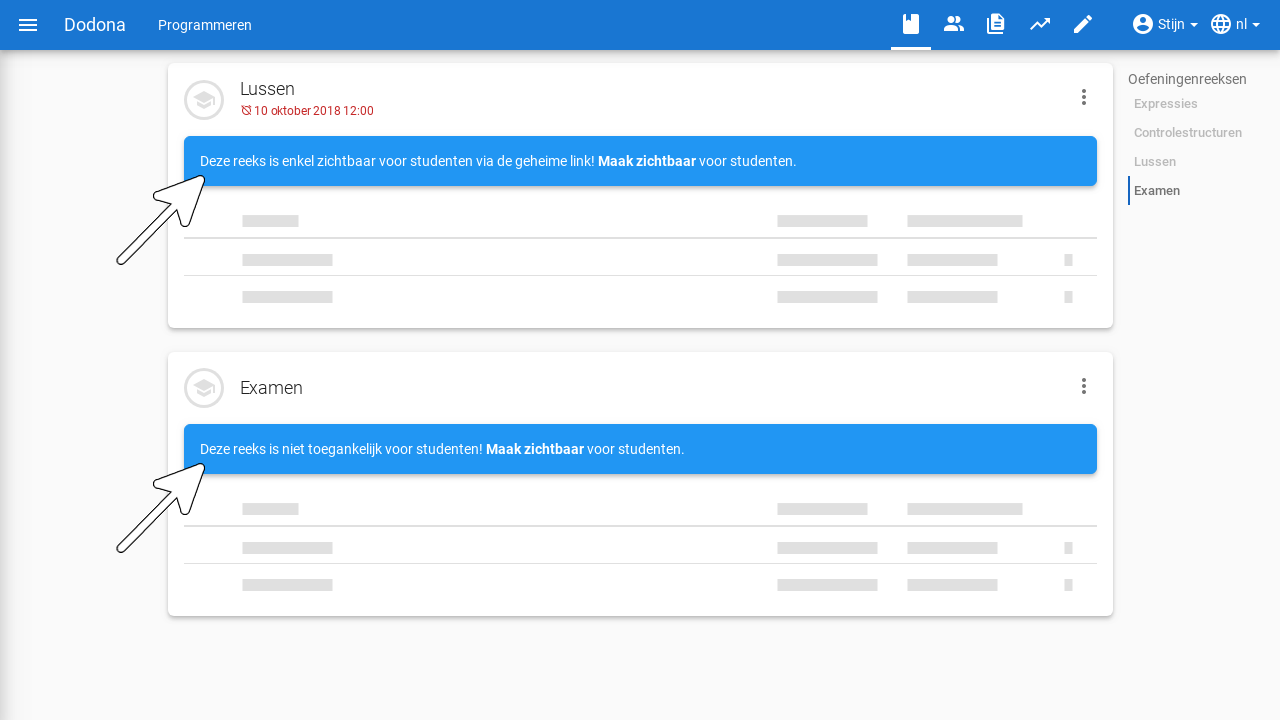 Dodona
Programmeren
Stijn
nl
Lussen
10 oktober 2018 12:00
Deze reeks is enkel zichtbaar voor studenten via de geheime link! Maak zichtbaar voor studenten.
Examen
Deze reeks is niet toegankelijk voor studenten! Maak zichtbaar voor studenten.
Oefeningenreeksen
Expressies
Controlestructuren
Lussen
Examen